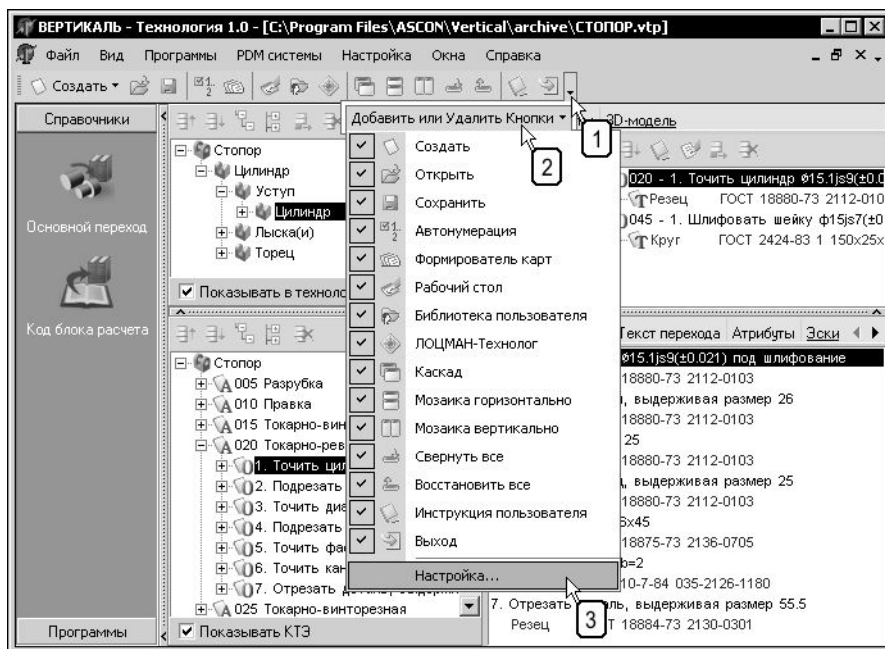 ВЕРТИКАЛЬ - Технология 1.0 - [C:\Program Files\ASCON\Vertical\archive\СТОПОР.vtp]
Файл Вид Программы PDM системы Настройка Окна Справка
Создать
Справочники
Основной переход
Код блока расчета
Программы
Стопор
Цилиндр
Уступ
Цилиндр
Лыска(и)
Торец
Показывать в техноло
Стопор
005 Разрубка
010 Правка
015 Токарно-вин
020 Токарно-рев
1. Точить цил
2. Подрезать
3. Точить диа
4. Подрезать
5. Точить фас
6. Точить кан
7. Отрезать
025 Токарно-винторезная
Показывать КТЭ
Добавить или Удалить Кнопки
1
2
Создать
Открыть
Сохранить
Автонумерация
Формирователь карт
Рабочий стол
Библиотека пользователя
ЛОЦМАН-Технолог
Каскад
Мозаика горизонтально
Мозаика вертикально
Свернуть все
Восстановить все
Инструкция пользователя
Выход
Настройка...
3
3D-модель
020 - 1. Точить цилиндр ø15.1js9(±0.0
Резец ГОСТ 18880-73 2112-010
045 - 1. Шлифовать шейку ф15js7(±0
Круг ГОСТ 2424-83 1 150x25x
Текст перехода Атрибуты Эски
ø15.1js9(±0.021) под шлифование
18880-73 2112-0103
, выдерживая размер 26
18880-73 2112-0103
25
18880-73 2112-0103
, выдерживая размер 25
18880-73 2112-0103
x45
18875-73 2136-0705
b=2
10-7-84 035-2126-1180
7. Отрезать ль, выдерживая размер 55.5
Резец Т 18884-73 2130-0301